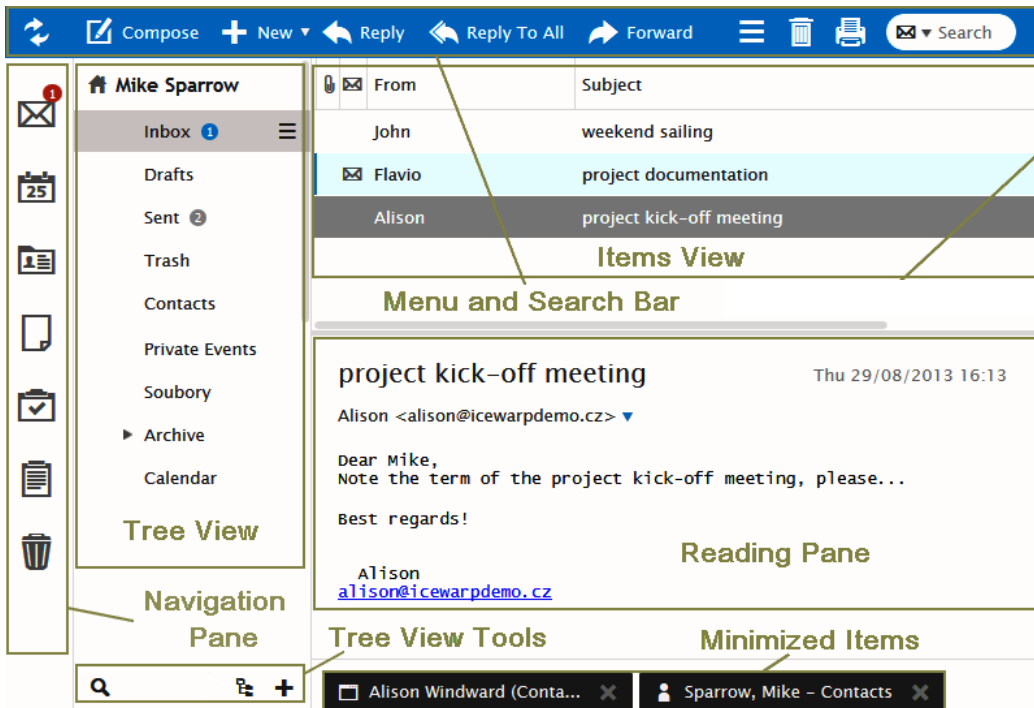 Compose New Reply Reply To All Forward Search
1
25
Mike Sparrow
Inbox 1
Drafts
Sent 2
Trash
Contacts
Private Events
Soubory
Archive
Calendar
Tree View
Navigation
Pane
From Subject
John weekend sailing
Flavio project documentation
Alison project kick-off meeting
Items View
Menu and Search Bar
project kick-off meeting Thu 29/08/2013 16:13
Alison <alison@icewarpdemo.cz>
Dear Mike,
Note the term of the project kick-off meeting, please...
Best regards!
Alison
alison@icewarpdemo.cz
Reading Pane
Tree View Tools
Minimized Items
Alison Windward (Conta... Sparrow, Mike - Contacts